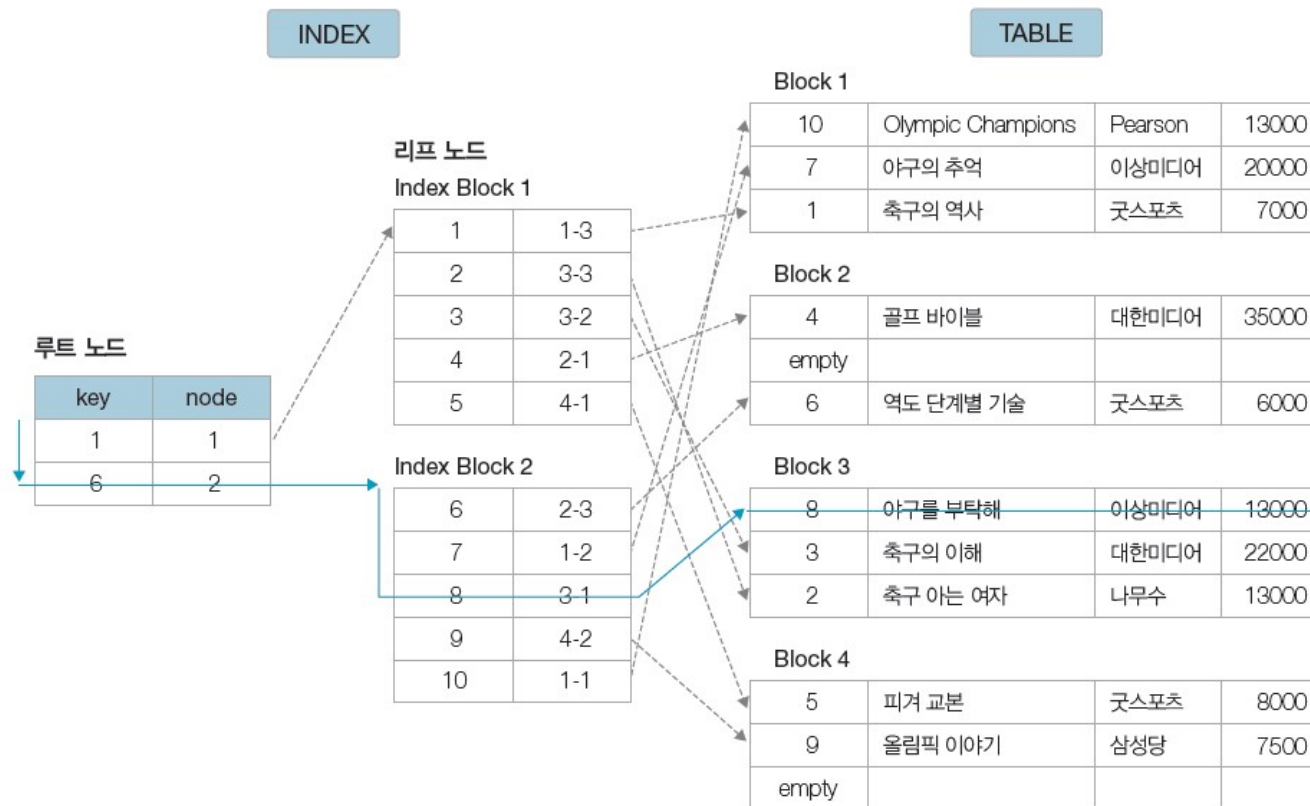 INDEX
TABLE
루트 노드
key node
1 1
6 2
리프 노드
Index Block 1
1 1-3
2 3-3
3 3-2
4 2-1
5 4-1
Index Block 2
6 2-3
7 1-2
8 3-1
9 4-2
10 1-1
Block 1
10 Olympic Champions Pearson 13000
7 야구의 추억 이상미디어 20000
1 축구의 역사 굿스포츠 7000
Block 2
4 골프 바이블 대한미디어 35000
empty
6 역도 단계별 기술 굿스포츠 6000
Block 3
8 야구를 부탁해 이상미디어 13000
3 축구의 이해 대한미디어 22000
2 축구 아는 여자 나무수 13000
Block 4
5 피겨 교본 굿스포츠 8000
9 올림픽 이야기 삼성당 7500
empty